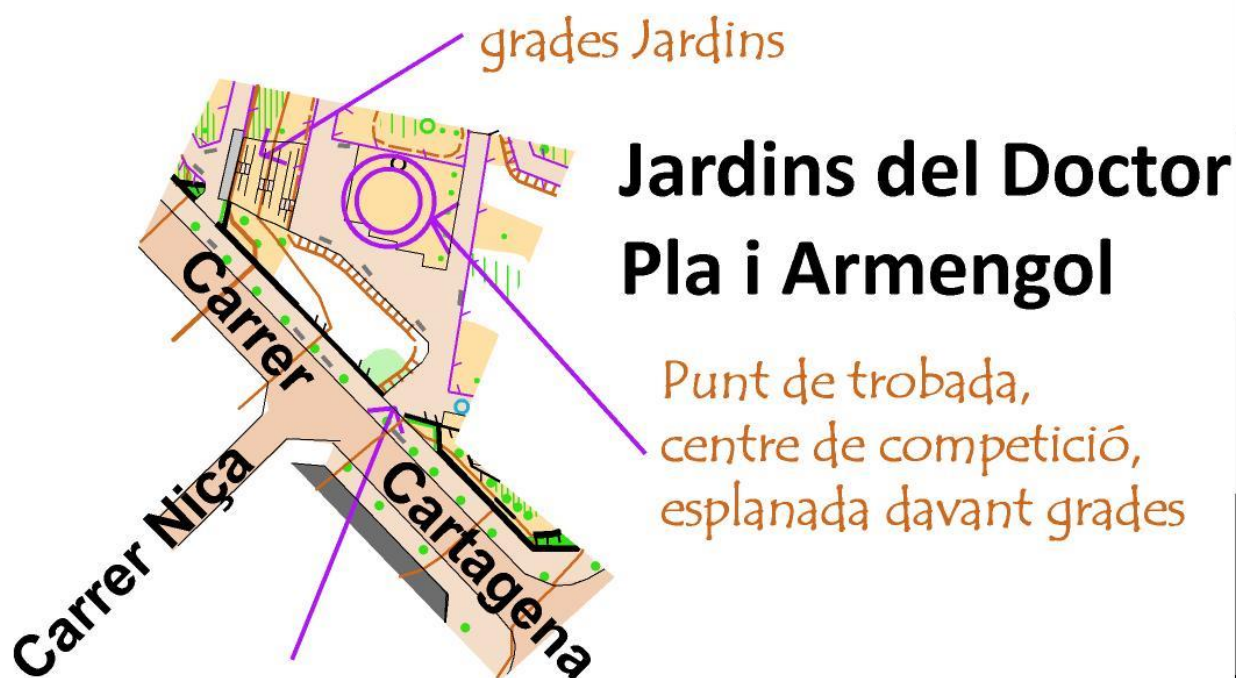 grades Jardins
Jardins del Doctor
Pla i Armengol
Punt de trobada,
centre de competició,
esplanada davant grades
Carrer
Cartagena
Carrer Niça